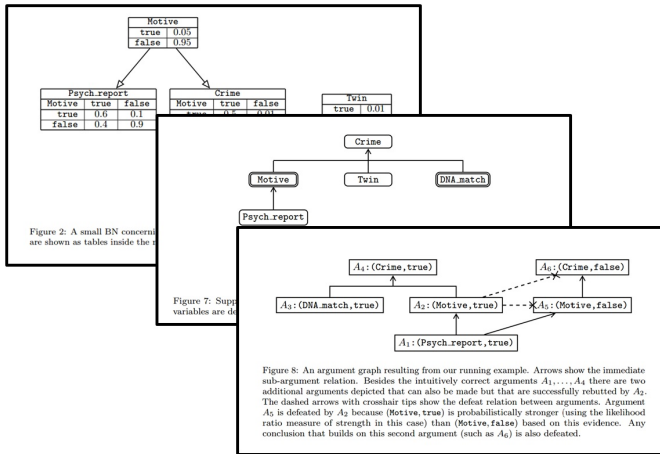 Motive
true 0.05
false 0.95
Psych_report
Motive true false
true 0.6 0.1
false 0.4 0.9
Crime
Motive true false
Twin
true 0.01
Figure 2: A small BN concerni
are shown as tables inside the
Crime
Motive
Twin
DNA_match
Psych_report
Figure 7: Supp
variables are de
A4:(Crime,true)
A6:(Crime,false)
A3:(DNA_match,true)
A2:(Motive,true)
A5:(Motive,false)
A1:(Psych_report,true)
Figure 8: An argument graph resulting from our running example. Arrows show the immediate
sub-argument relation. Besides the intuitively correct arguments A1,...,A4 there are two
additional arguments depicted that can also be made but that are successfully rebutted by A2.
The dashed arrows with crosshair tips show the defeat relation between arguments. Argument
A5 is defeated by A2 because (Motive,true) is probabilistically stronger (using the likelihood
ratio measure of strength in this case) than (Motive,false) based on this evidence. Any
conclusion that builds on this second argument (such as A6) is also defeated.